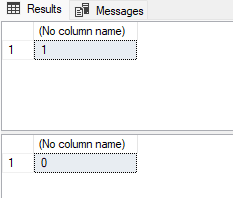 Results Messages
(No column name)
1 1
(No column name)
1 0